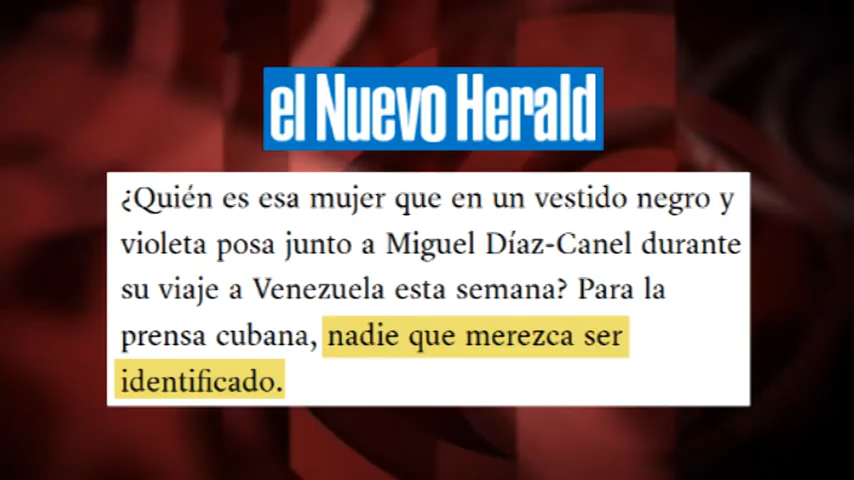 el Nuevo Herald
¿Quién es esa mujer que en un vestido negro y
violeta posa junto a Miguel Díaz-Canel durante
su viaje a Venezuela esta semana? Para la
prensa cubana, nadie que merezca ser
identificado.